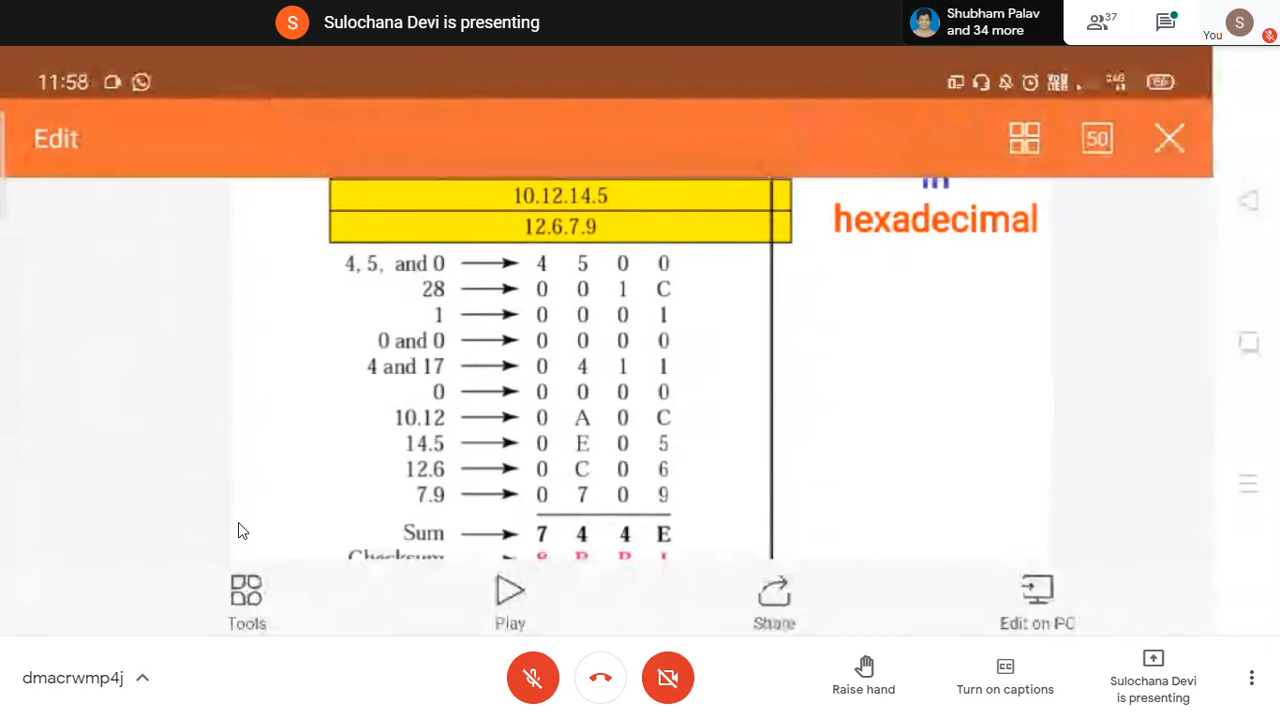 S Sulochana Devi is presenting
Shubham Palav
and 34 more
37
S
You
11:58
Edit
50
10.12.14.5
12.6.7.9
in
hexadecimal
4, 5, and 0 4 5 0 0
28 0 0 1 C
1 0 0 0 1
0 and 0 0 0 0 0
4 and 17 0 4 1 1
0 0 0 0 0
10.12 0 A 0 C
14.5 0 E 0 5
12.6 0 C 0 6
7.9 0 7 0 9
Sum 7 4 4 E
Checksum
Tools
Play
Share
Edit on PC
dmacrwmp4j
Raise hand
CC
Turn on captions
Sulochana Devi
is presenting